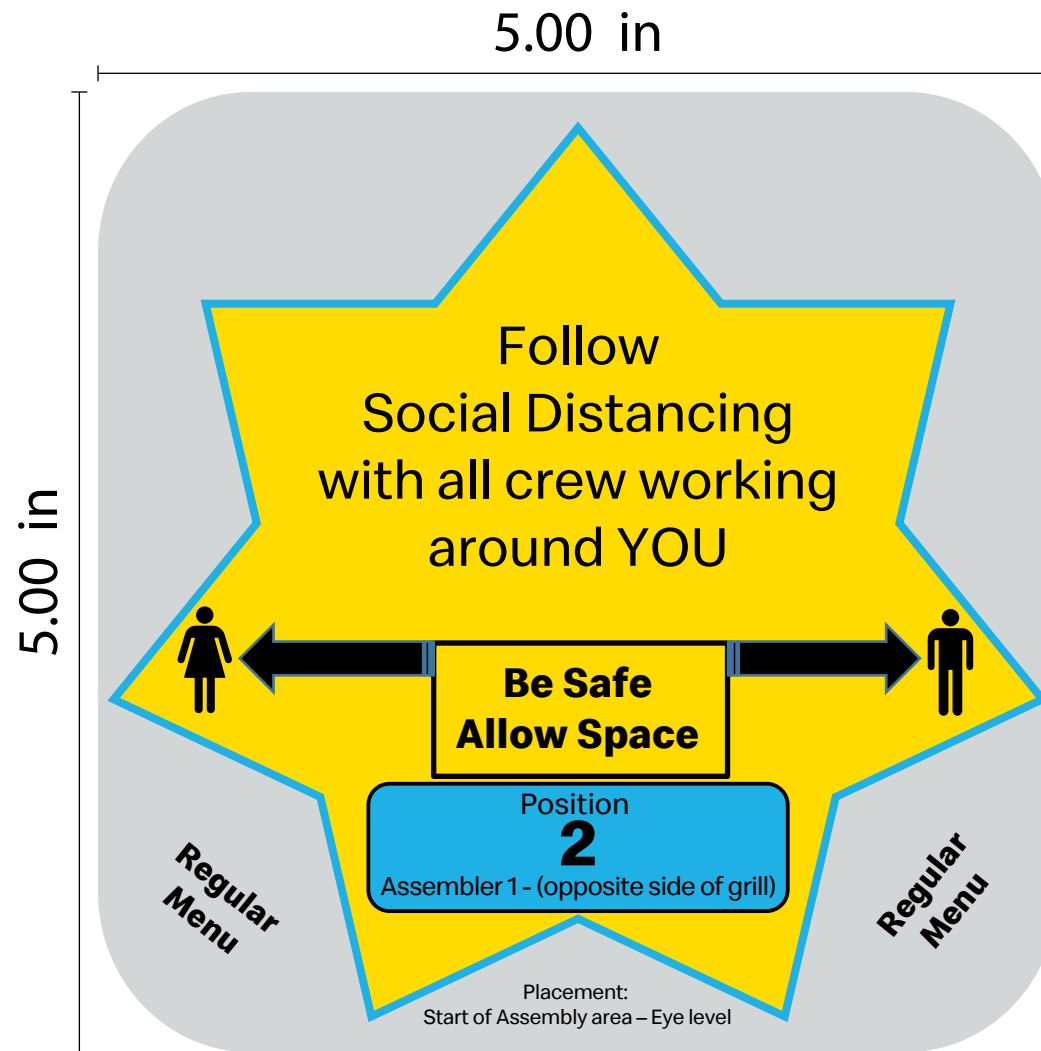 5.00 in
5.00 in
Follow
Social Distancing
with all crew working
around YOU
Be Safe
Allow Space
Position
2
Assembler 1 - (opposite side of grill)
Regular
Menu
Regular
Menu
Placement:
Start of Assembly area – Eye level